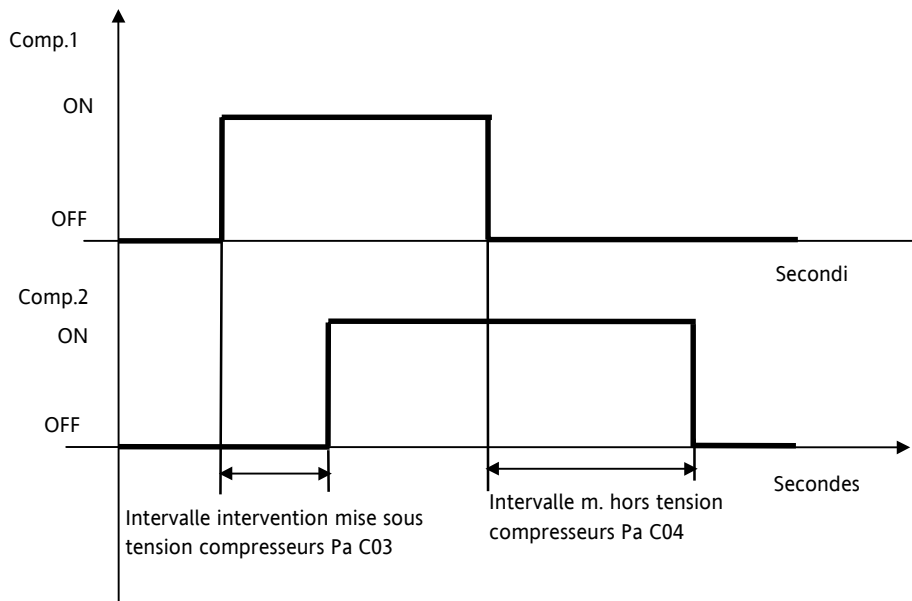 Comp.1
ON
OFF
Secondi
Comp.2
ON
OFF
Secondes
Intervalle intervention mise sous
tension compresseurs Pa C03
Intervalle m. hors tension
compresseurs Pa C04